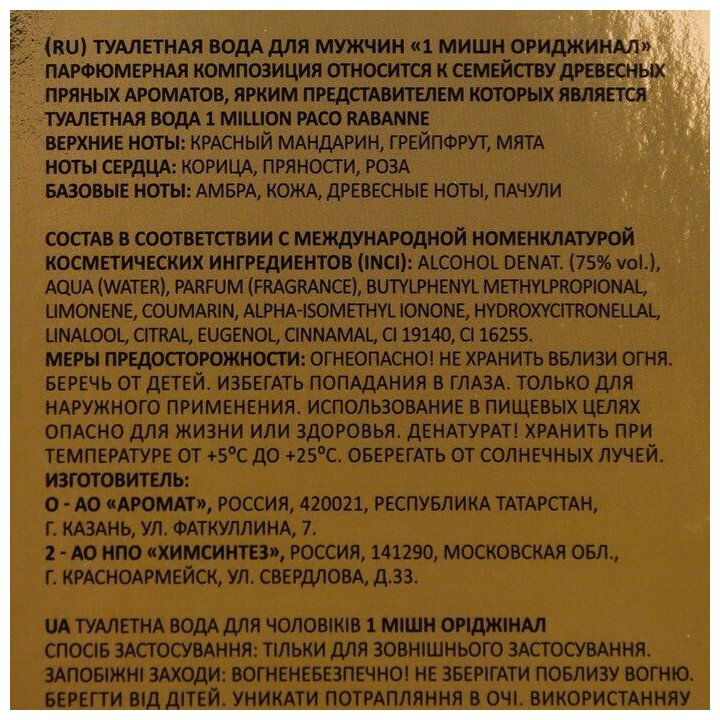 (RU) ТУАЛЕТНАЯ ВОДА ДЛЯ МУЖЧИН «1 МИШН ОРИДЖИНАЛ»
ПАРФЮМЕРНАЯ КОМПОЗИЦИЯ ОТНОСИТСЯ К СЕМЕЙСТВУ ДРЕВЕСНЫХ
ПРЯНЫХ АРОМАТОВ, ЯРКИМ ПРЕДСТАВИТЕЛЕМ КОТОРЫХ ЯВЛЯЕТСЯ
ТУАЛЕТНАЯ ВОДА 1 MILLION PACO RABANNE
ВЕРХНИЕ НОТЫ: КРАСНЫЙ МАНДАРИН, ГРЕЙПФРУТ, МЯТА
НОТЫ СЕРДЦА: КОРИЦА, ПРЯНОСТИ, РОЗА
БАЗОВЫЕ НОТЫ: АМБРА, КОЖА, ДРЕВЕСНЫЕ НОТЫ, ПАЧУЛИ
СОСТАВ В СООТВЕТСТВИИ С МЕЖДУНАРОДНОЙ НОМЕНКЛАТУРОЙ
КОСМЕТИЧЕСКИХ ИНГРЕДИЕНТОВ (INCI): ALCOHOL DENAT. (75% vol.),
AQUA (WATER), PARFUM (FRAGRANCE), BUTYLPHENYL METHYLPROPIONAL,
LIMONENE, COUMARIN, ALPHA-ISOMETHYL IONONE, HYDROXYCITRONELLAL,
LINALOOL, CITRAL, EUGENOL, CINNAMAL, CI 19140, CI 16255.
МЕРЫ ПРЕДОСТОРОЖНОСТИ: ОГНЕОПАСНО! НЕ ХРАНИТЬ ВБЛИЗИ ОГНЯ.
БЕРЕЧЬ ОТ ДЕТЕЙ. ИЗБЕГАТЬ ПОПАДАНИЯ В ГЛАЗА. ТОЛЬКО ДЛЯ
НАРУЖНОГО ПРИМЕНЕНИЯ. ИСПОЛЬЗОВАНИЕ В ПИЩЕВЫХ ЦЕЛЯХ
ОПАСНО ДЛЯ ЖИЗНИ ИЛИ ЗДОРОВЬЯ. ДЕНАТУРАТ! ХРАНИТЬ ПРИ
ТЕМПЕРАТУРЕ ОТ +5°С ДО +25°С. ОБЕРЕГАТЬ ОТ СОЛНЕЧНЫХ ЛУЧЕЙ.
ИЗГОТОВИТЕЛЬ:
О - АО «АРОМАТ», РОССИЯ, 420021, РЕСПУБЛИКА ТАТАРСТАН,
Г. КАЗАНЬ, УЛ. ФАТКУЛЛИНА, 7.
2 - АО НПО «ХИМСИНТЕЗ», РОССИЯ, 141290, МОСКОВСКАЯ ОБЛ.,
Г. КРАСНОАРМЕЙСК, УЛ. СВЕРДЛОВА, Д.33.
UA ТУАЛЕТНА ВОДА ДЛЯ ЧОЛОВІКІВ 1 МІШН ОРІДЖІНАЛ
СПОСІБ ЗАСТОСУВАННЯ: ТІЛЬКИ ДЛЯ ЗОВНІШНЬОГО ЗАСТОСУВАННЯ.
ЗАПОБІЖНІ ЗАХОДИ: ВОГНЕНЕБЕЗПЕЧНО! НЕ ЗБЕРІГАТИ ПОБЛИЗУ ВОГНЮ.
БЕРЕГТИ ВІД ДІТЕЙ. УНИКАТИ ПОТРАПЛЯННЯ В ОЧІ. ВИКОРИСТАННЯУ